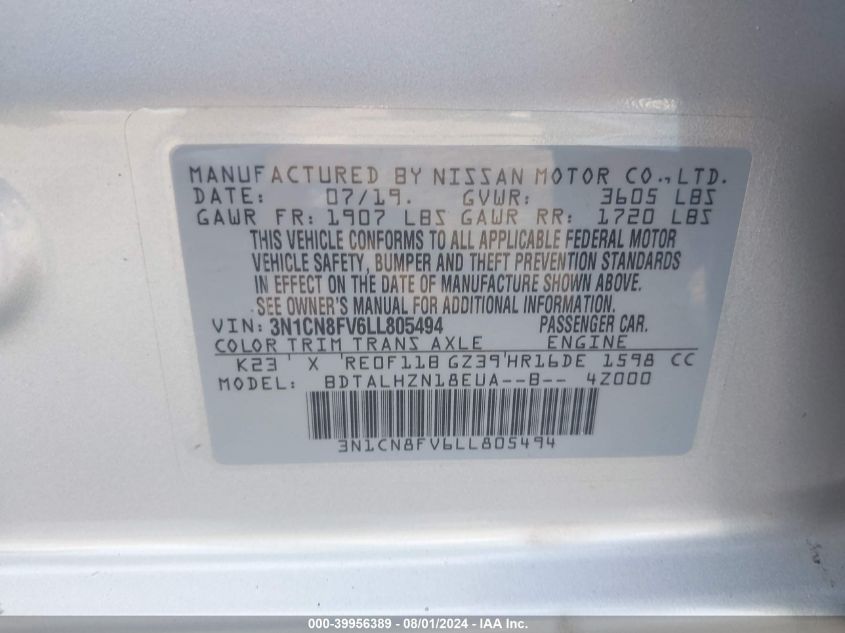 MANUFACTURED BY NISSAN MOTOR CO., LTD.
DATE: 07/19. GVWR: 3605 LBS
GAWR FR: 1907 LBS GAWR RR: 1720 LBS
THIS VEHICLE CONFORMS TO ALL APPLICABLE FEDERAL MOTOR
VEHICLE SAFETY, BUMPER AND THEFT PREVENTION STANDARDS
IN EFFECT ON THE DATE OF MANUFACTURE SHOWN ABOVE.
SEE OWNER'S MANUAL FOR ADDITIONAL INFORMATION.
VIN: 3N1CN8FV6LL805494 PASSENGER CAR.
COLOR TRIM TRANS AXLE ENGINE
K23 ' X 'RE0F11B GZ39'HR16DE 1598 CC
MODEL: BDTALHZN18EUA--B-- 4Z000
3N1CN8FV6LL805494
000-39956389 - 08/01/2024 - IAA Inc.